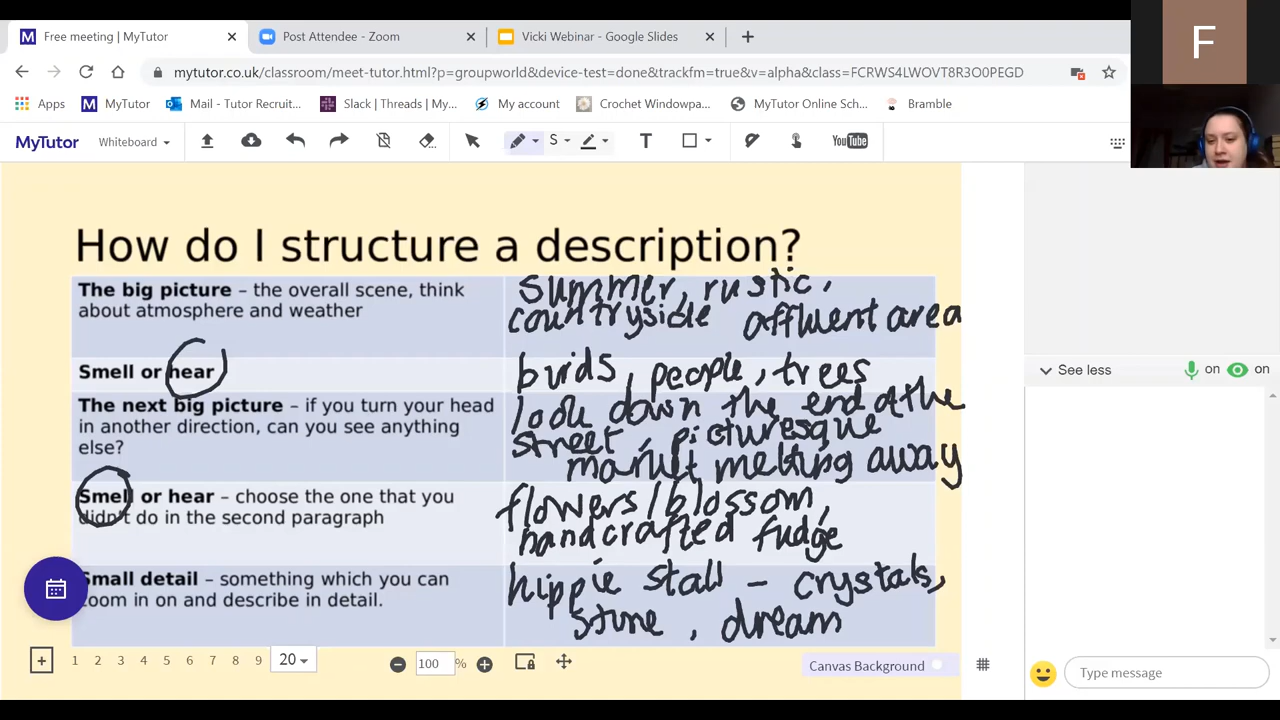 Free meeting | MyTutor
Post Attendee - Zoom
Vicki Webinar - Google Slides
mytutor.co.uk/classroom/meet-tutor.html?p=groupworld&device-test=done&trackfm=true&v=alpha&class=FCRWS4LWOVT8R3O0PEGD
Apps
MyTutor
Mail - Tutor Recruit...
Slack | Threads | My...
My account
Crochet Windowpa...
MyTutor Online Sch...
Bramble
MyTutor
Whiteboard
S
T
YouTube
F
How do I structure a description?
The big picture – the overall scene, think
about atmosphere and weather
summer, rustic,
countryside affluent area
Smell or hear
birds, people, trees
The next big picture – if you turn your head
in another direction, can you see anything
else?
look down the end of the
street, picturesque
market melting away
Smell or hear – choose the one that you
didn't do in the second paragraph
flowers/blossom,
handcrafted fudge
Small detail – something which you can
zoom in on and describe in detail.
hippie stall – crystals,
stone, dream
1 2 3 4 5 6 7 8 9 20
100 %
Canvas Background
See less
on
on
Type message